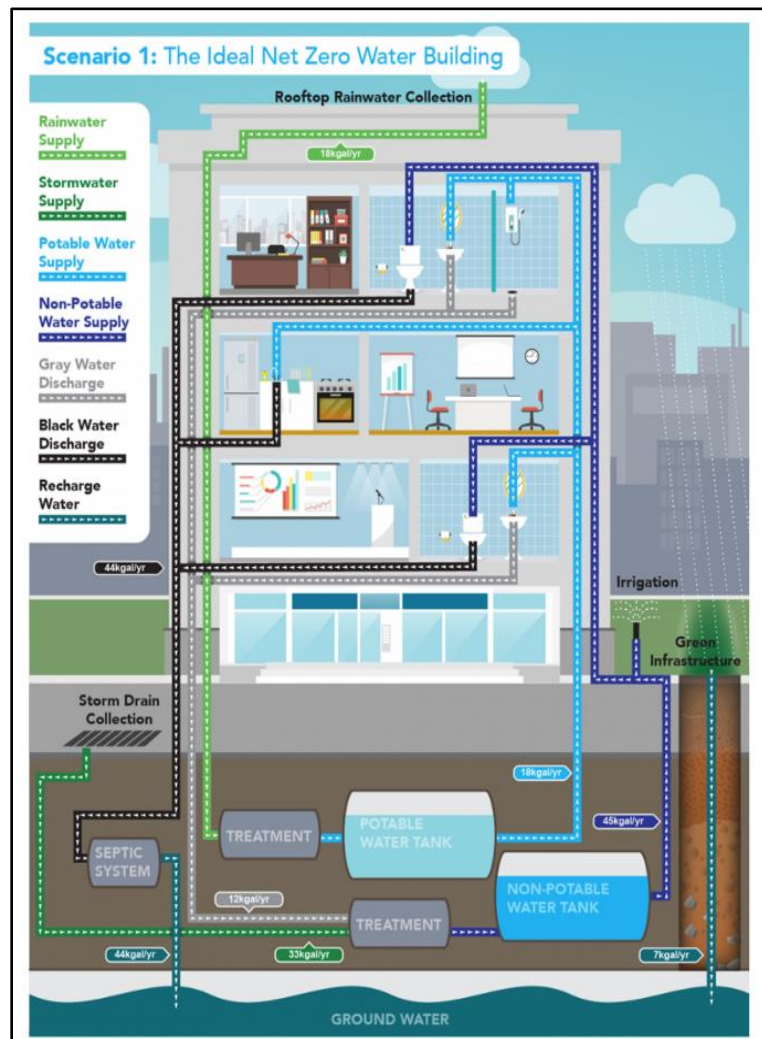 Scenario 1: The Ideal Net Zero Water Building
Rooftop Rainwater Collection
Rainwater
Supply
18kgal/yr
Stormwater
Supply
Potable Water
Supply
Non-Potable
Water Supply
Gray Water
Discharge
Black Water
Discharge
Recharge
Water
44kgal/yr
Irrigation
Green
Infrastructure
Storm Drain
Collection
18kgal/yr
TREATMENT
POTABLE
WATER TANK
45kgal/yr
SEPTIC
SYSTEM
NON-POTABLE
WATER TANK
12kgal/yr
TREATMENT
44kgal/yr
33kgal/yr
7kgal/yr
GROUND WATER